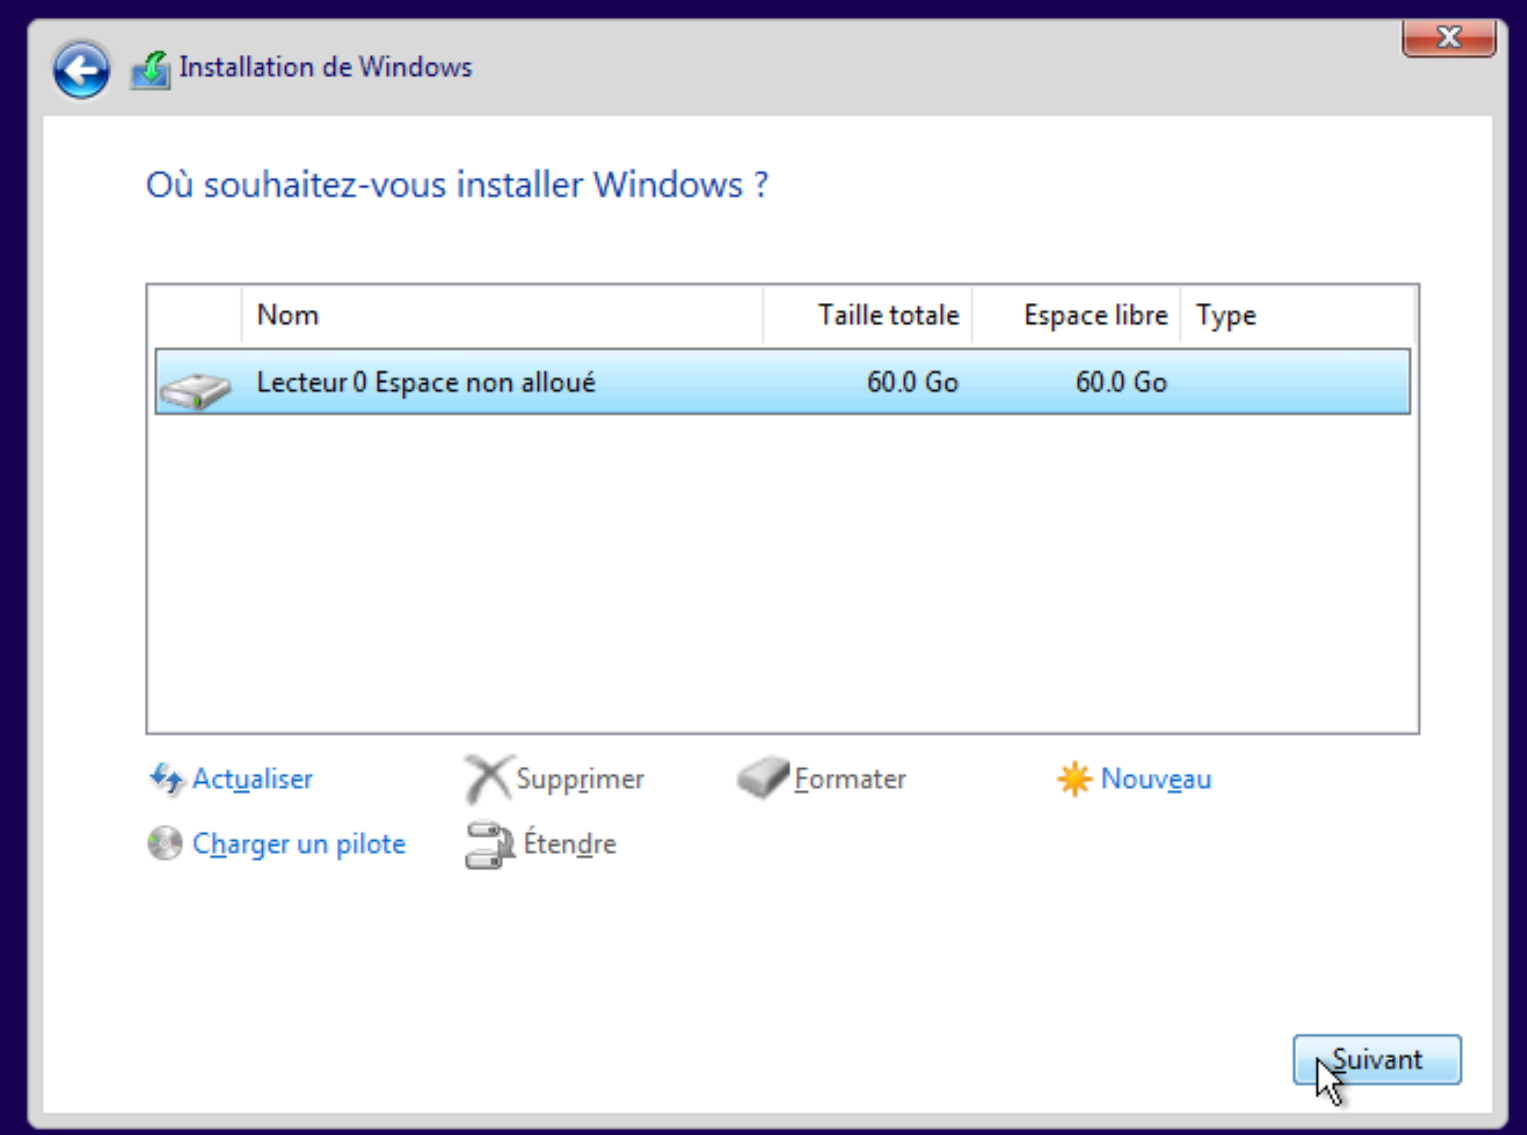 Installation de Windows
Où souhaitez-vous installer Windows ?
Nom Taille totale Espace libre Type
Lecteur 0 Espace non alloué 60.0 Go 60.0 Go
Actualiser Supprimer Formater Nouveau
Charger un pilote Étendre
Suivant